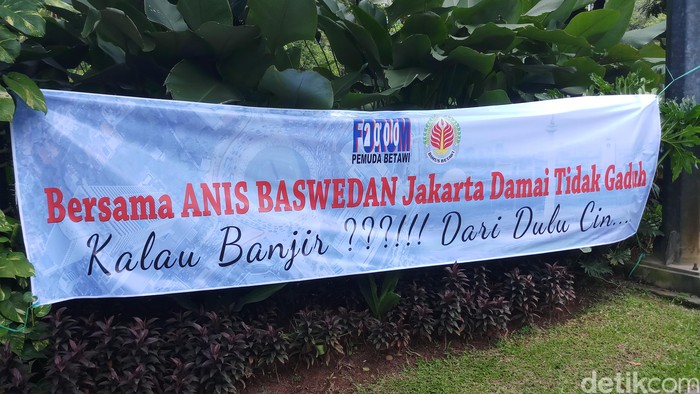 FORUM
PEMUDA BETAWI
Bersama ANIS BASWEDAN Jakarta Damai Tidak Gaduh
Kalau Banjir ???!!! Dari Dulu Cin....
detikcom